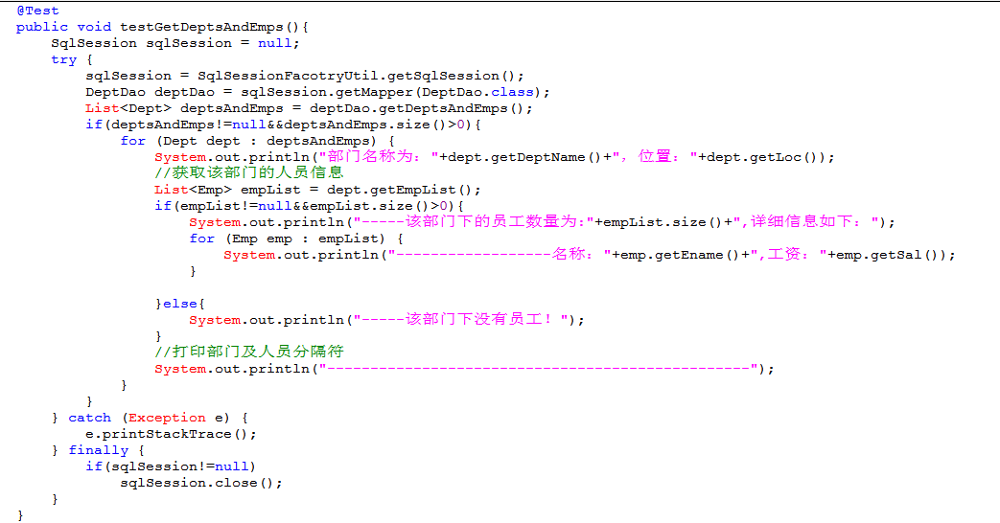 @Test
public void testGetDeptsAndEmps(){
    SqlSession sqlSession = null;
    try {
        sqlSession = SqlSessionFacotryUtil.getSqlSession();
        DeptDao deptDao = sqlSession.getMapper(DeptDao.class);
        List<Dept> deptsAndEmps = deptDao.getDeptsAndEmps();
        if(deptsAndEmps!=null&&deptsAndEmps.size()>0){
            for (Dept dept : deptsAndEmps) {
                System.out.println("部门名称为："+dept.getDeptName()+"，位置："+dept.getLoc());
                //获取该部门的人员信息
                List<Emp> empList = dept.getEmpList();
                if(empList!=null&&empList.size()>0){
                    System.out.println("-----该部门下的员工数量为:"+empList.size()+",详细信息如下：");
                    for (Emp emp : empList) {
                        System.out.println("------------------名称："+emp.getEname()+",工资："+emp.getSal());
                    }
                }else{
                    System.out.println("-----该部门下没有员工！");
                }
                //打印部门及人员分隔符
                System.out.println("-------------------------------------------------");
            }
        }
    } catch (Exception e) {
        e.printStackTrace();
    } finally {
        if(sqlSession!=null)
            sqlSession.close();
    }
}